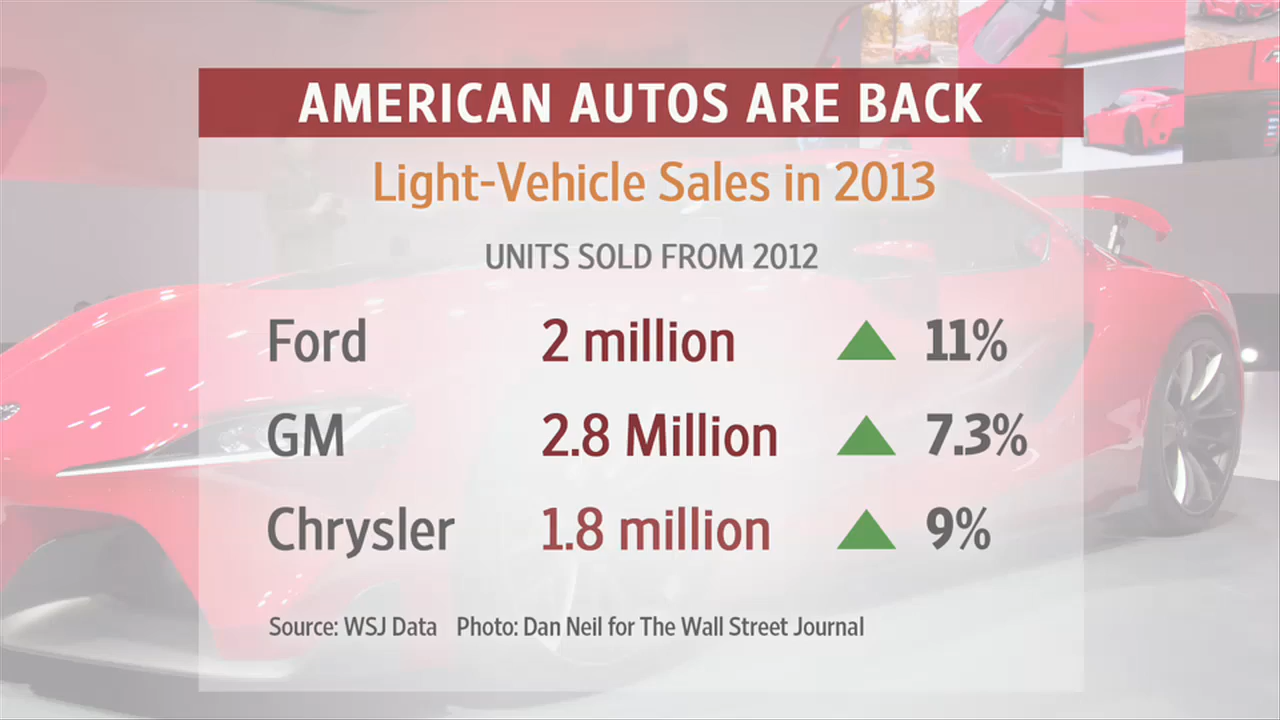 AMERICAN AUTOS ARE BACK
Light-Vehicle Sales in 2013
UNITS SOLD FROM 2012
Ford 2 million 11%
GM 2.8 Million 7.3%
Chrysler 1.8 million 9%
Source: WSJ Data Photo: Dan Neil for The Wall Street Journal